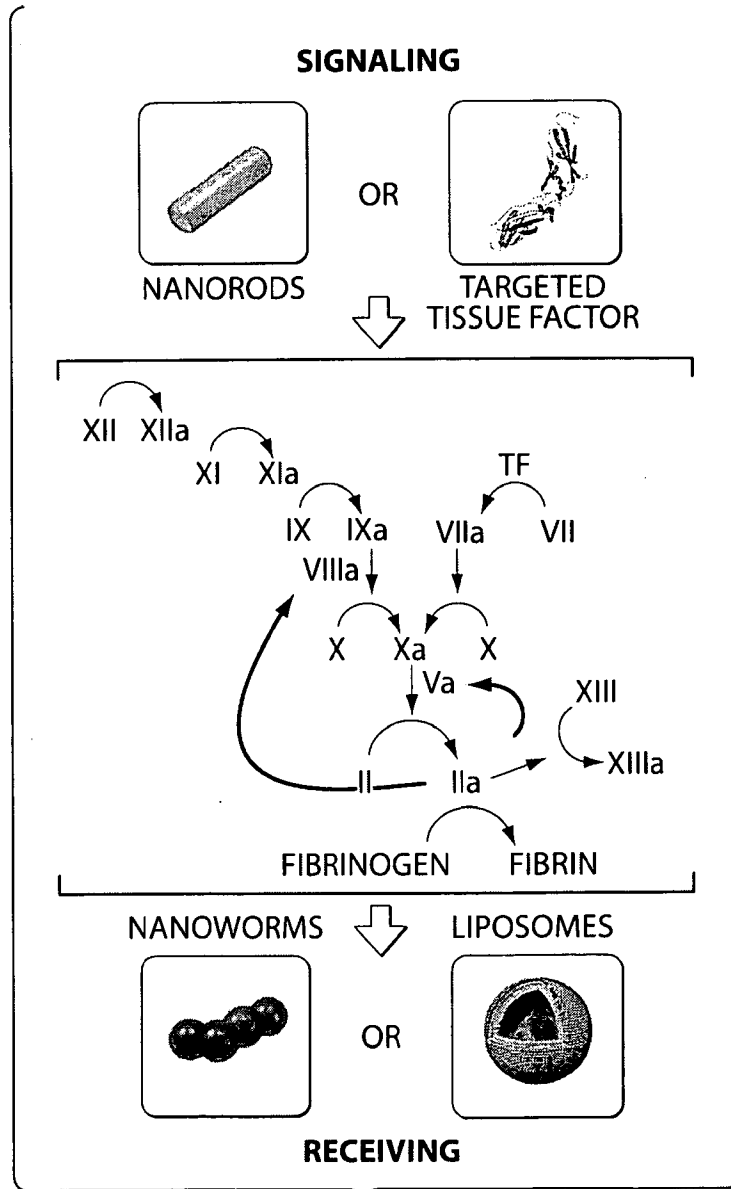 SIGNALING
OR
NANORODS
TARGETED
TISSUE FACTOR
XII XIIa
XI XIa
TF
IX IXa VIIa VII
VIIIa
X Xa X
Va
XIII
XIIIa
II IIa
FIBRINOGEN FIBRIN
NANOWORMS LIPOSOMES
OR
RECEIVING